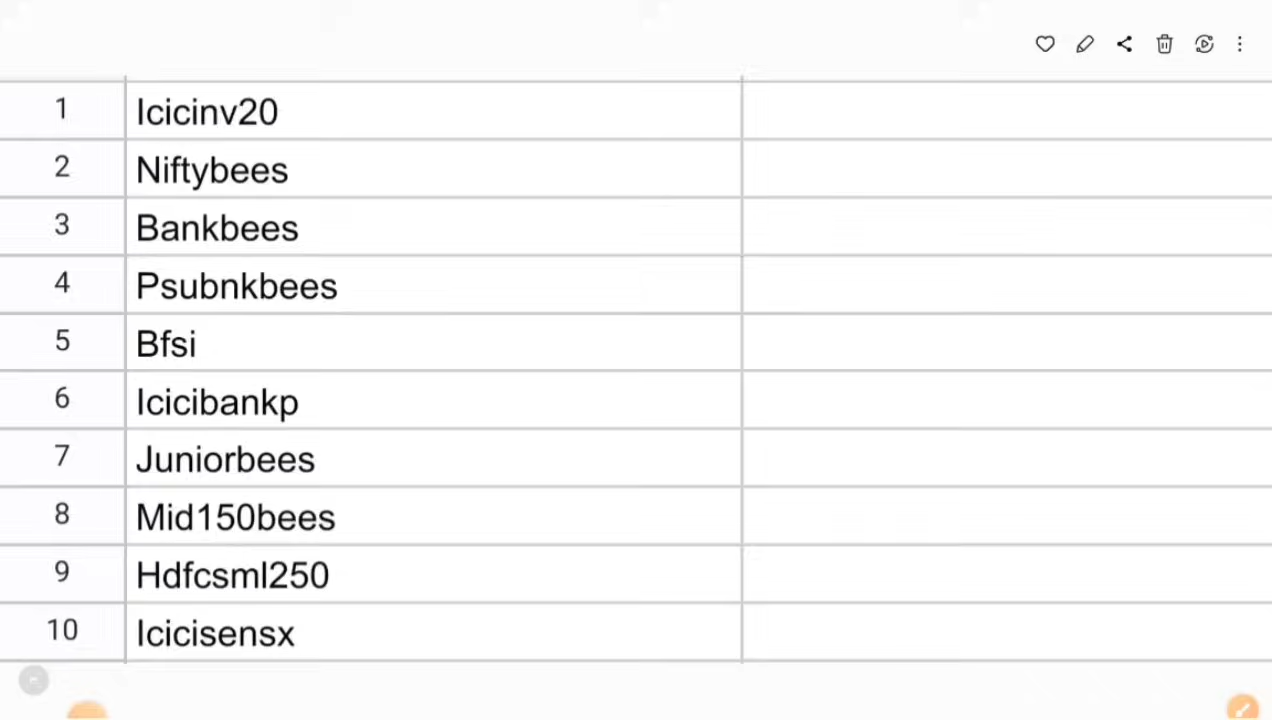 1 Icicinv20
2 Niftybees
3 Bankbees
4 Psubnkbees
5 Bfsi
6 Icicibankp
7 Juniorbees
8 Mid150bees
9 Hdfcsml250
10 Icicisensx